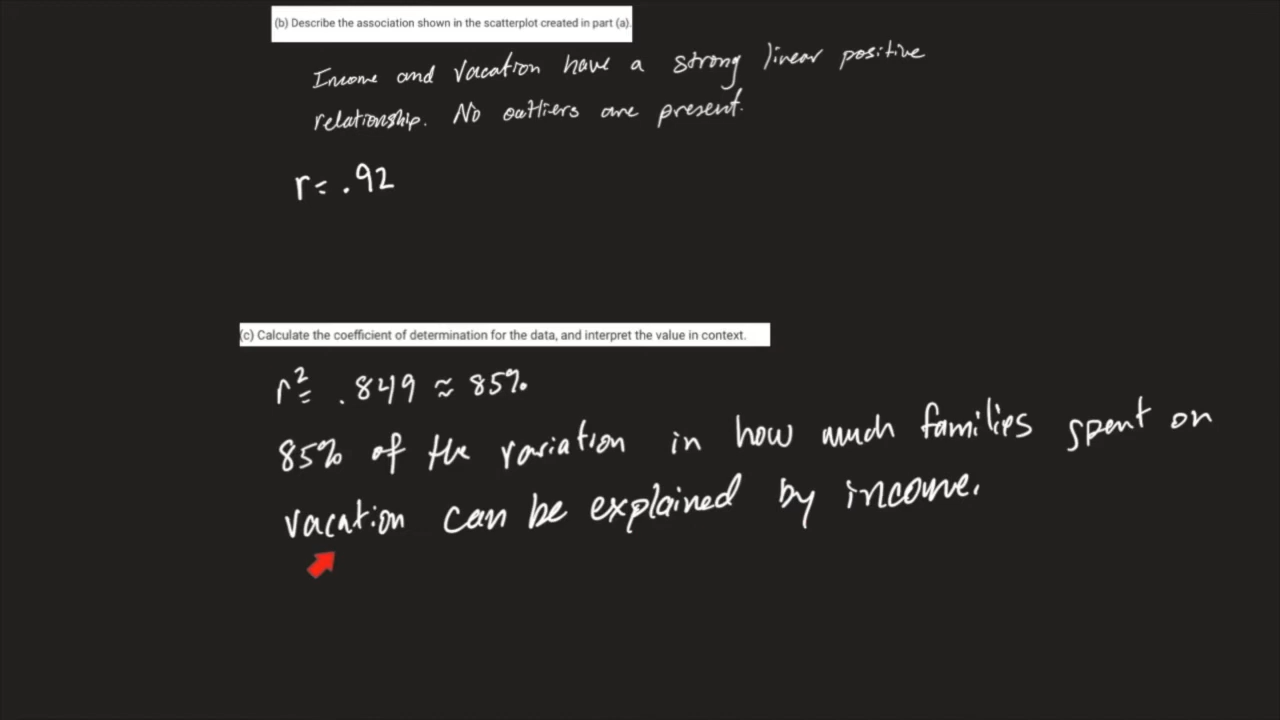 (b) Describe the association shown in the scatterplot created in part (a).
Income and vacation have a strong linear positive
relationship. No outliers are present.
r = .92
(c) Calculate the coefficient of determination for the data, and interpret the value in context.
r² = .849 ≈ 85%
85% of the variation in how much families spent on
vacation can be explained by income.